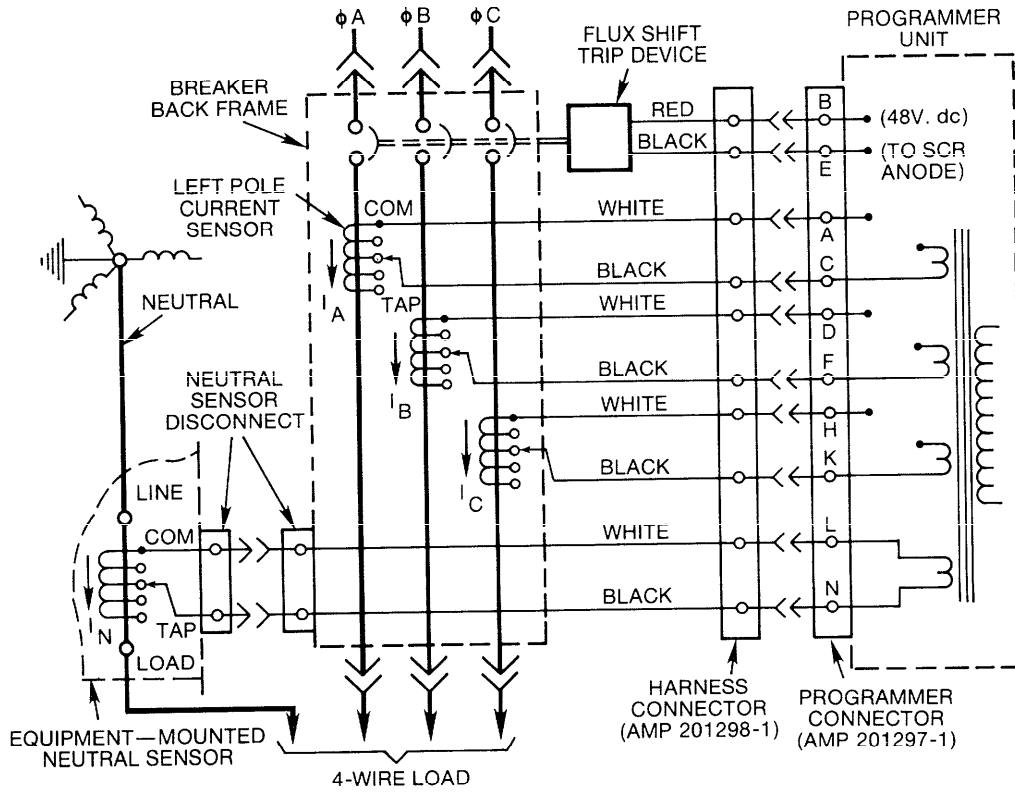 ϕA
ϕB
ϕC
PROGRAMMER
UNIT
FLUX SHIFT
TRIP DEVICE
BREAKER
BACK FRAME
RED
B
(48V. dc)
BLACK
E
(TO SCR
ANODE)
LEFT POLE
CURRENT
SENSOR
COM
WHITE
A
C
BLACK
I A
TAP
WHITE
D
NEUTRAL
F
BLACK
I B
NEUTRAL
SENSOR
DISCONNECT
WHITE
H
K
BLACK
I C
LINE
L
COM
WHITE
N
BLACK
I N
TAP
LOAD
HARNESS
CONNECTOR
(AMP 201298-1)
PROGRAMMER
CONNECTOR
(AMP 201297-1)
EQUIPMENT—MOUNTED
NEUTRAL SENSOR
4-WIRE LOAD